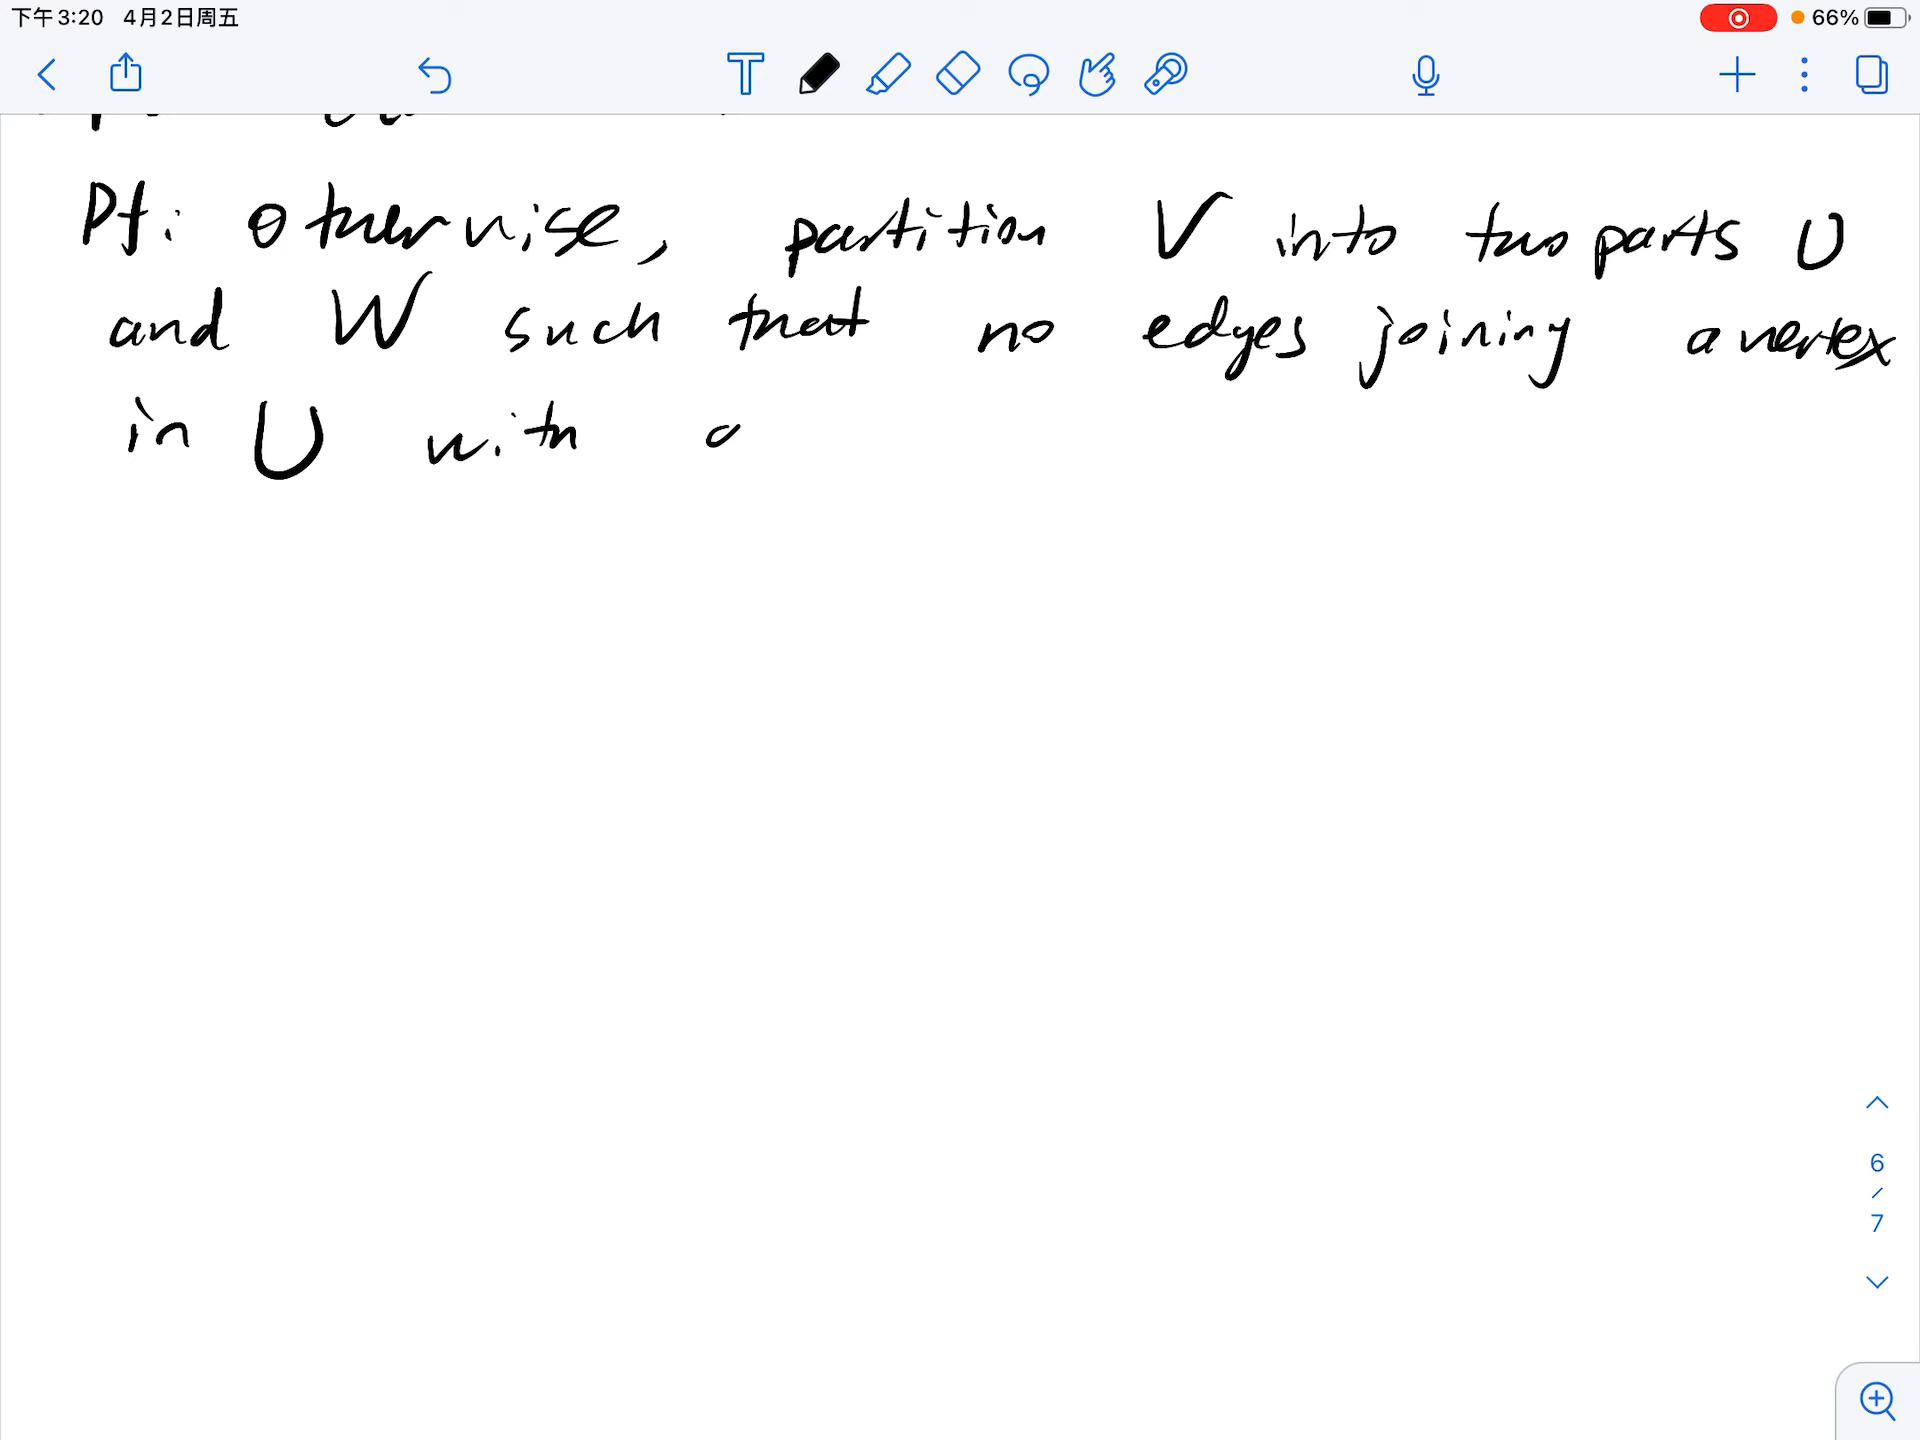 下午3:20 4月2日周五 66%
T
Pf: Otherwise, partition V into two parts U
and W such that no edges joining a vertex
in U with a
6
/
7